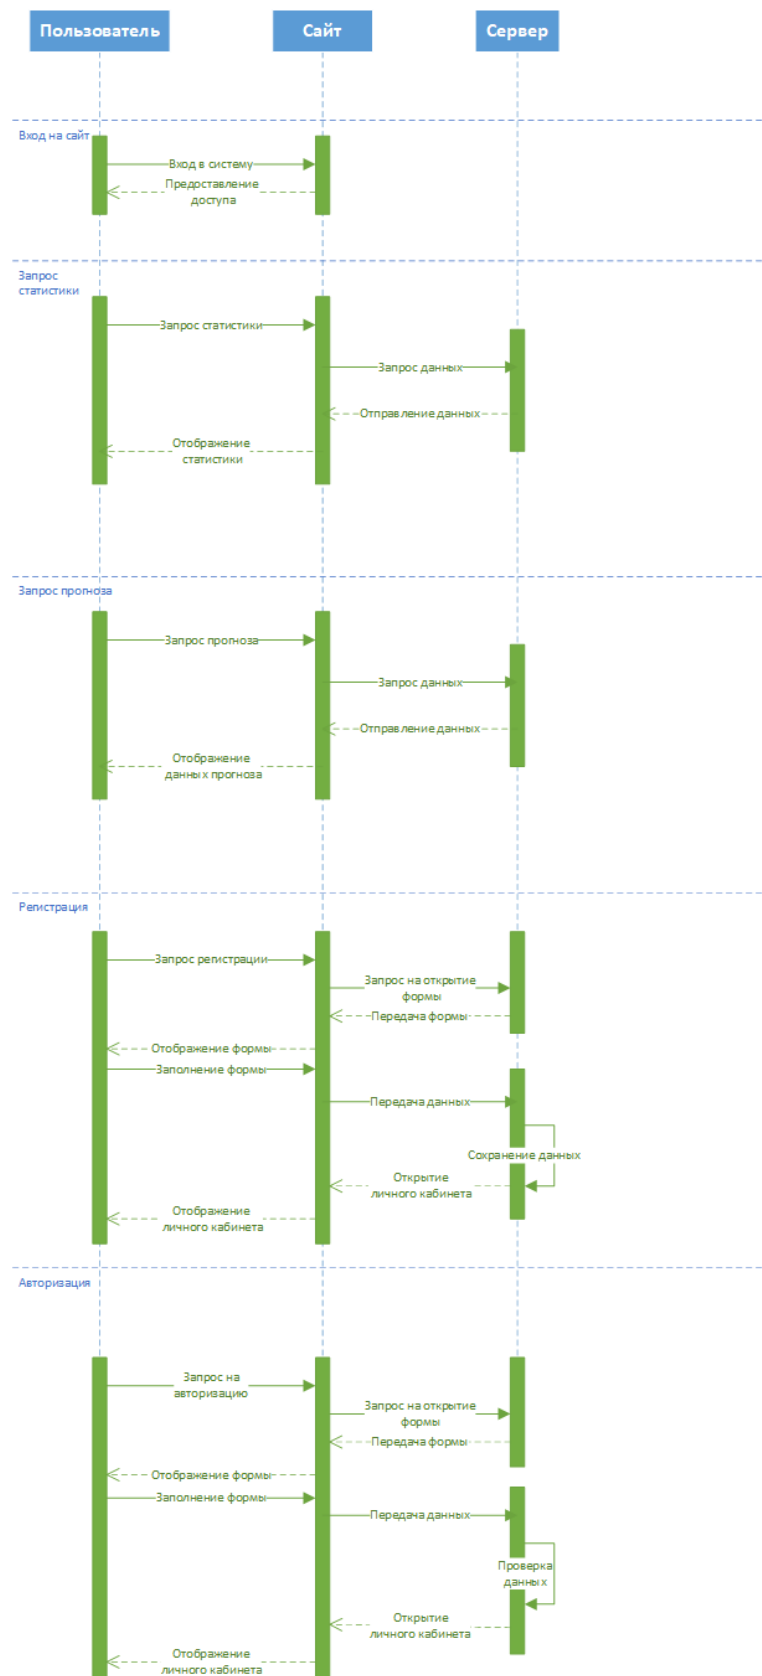 Пользователь
Сайт
Сервер
Вход на сайт
Вход в систему
Предоставление
доступа
Запрос
статистики
Запрос статистики
Запрос данных
Отправление данных
Отображение
статистики
Запрос прогноза
Запрос прогноза
Запрос данных
Отправление данных
Отображение
данных прогноза
Регистрация
Запрос регистрации
Запрос на открытие
формы
Передача формы
Отображение формы
Заполнение формы
Передача данных
Сохранение данных
Открытие
личного кабинета
Отображение
личного кабинета
Авторизация
Запрос на
авторизацию
Запрос на открытие
формы
Передача формы
Отображение формы
Заполнение формы
Передача данных
Проверка
данных
Открытие
личного кабинета
Отображение
личного кабинета